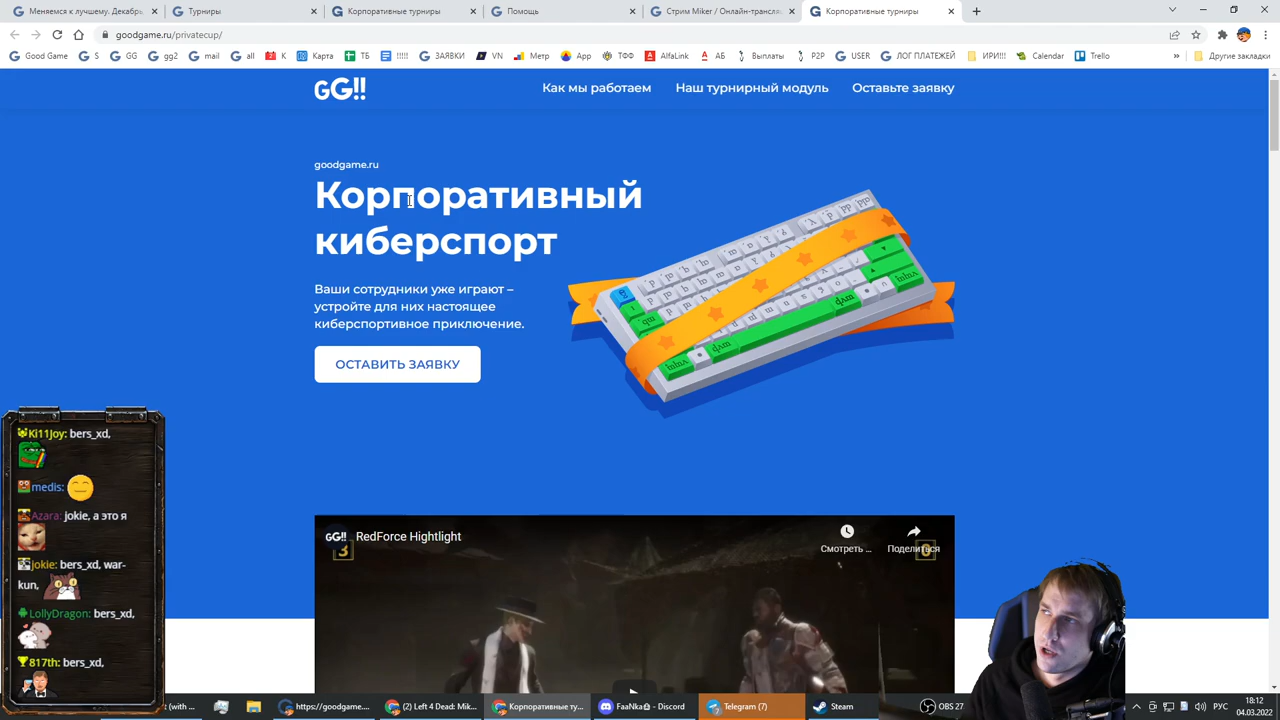 Меняемся к лучшему. Декабрь
Турниры
Корпоративные турниры
Помощь
Стрим Miker / Онлайн-трансля
Корпоративные турниры
goodgame.ru/privatecup/
Good Game
S
GG
gg2
mail
all
К
Карта
ТБ
!!!!!
ЗАЯВКИ
VN
Метр
App
ТФФ
AlfaLink
АБ
Выплаты
P2P
USER
ЛОГ ПЛАТЕЖЕЙ
ИРИ!!!
Calendar
Trello
»
Другие закладки
GG!!
Как мы работаем
Наш турнирный модуль
Оставьте заявку
goodgame.ru
Корпоративный
киберспорт
Ваши сотрудники уже играют –
устройте для них настоящее
киберспортивное приключение.
ОСТАВИТЬ ЗАЯВКУ
GG!!
RedForce Hightlight
Смотреть ...
Поделиться
3
0
Ki11Joy: bers_xd,
medis:
Azara: jokie, а это я
jokie: bers_xd, war-
kun,
LollyDragon: bers_xd,
817th: bers_xd,
(with ...
https://goodgame....
(2) Left 4 Dead: Mik...
Корпоративные ту...
FaaNka
- Discord
Telegram (7)
Steam
OBS 27.
РУС
18:12
04.03.2022